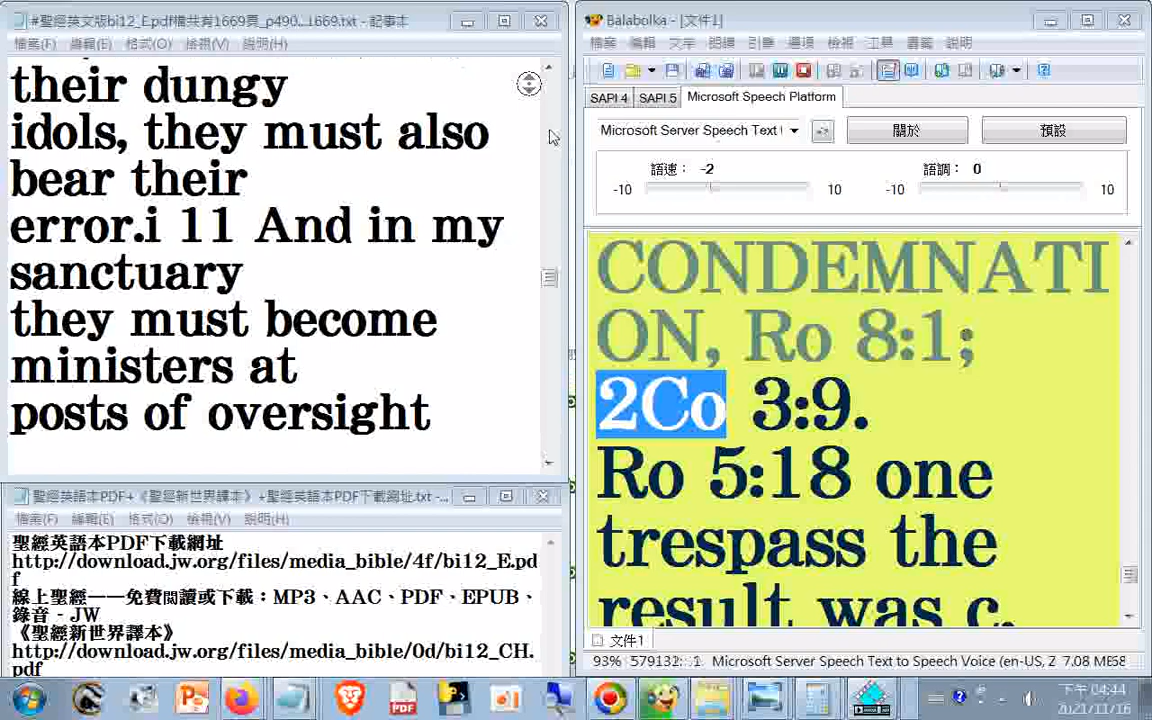 #聖經英文版bi12_E.pdf檔共有1669頁_p490...1669.txt - 記事本
檔案(F) 編輯(E) 格式(O) 檢視(V) 說明(H)
their dungy
idols, they must also
bear their
error.i 11 And in my
sanctuary
they must become
ministers at
posts of oversight
聖經英語本PDF+《聖經新世界譯本》+聖經英語本PDF下載網址.txt - ...
檔案(F) 編輯(E) 格式(O) 檢視(V) 說明(H)
聖經英語本PDF下載網址
http://download.jw.org/files/media_bible/4f/bi12_E.pd
f
線上聖經——免費閱讀或下載：MP3、AAC、PDF、EPUB、
錄音 - JW
《聖經新世界譯本》
http://download.jw.org/files/media_bible/0d/bi12_CH.
pdf
Balabolka - [文件1]
檔案 編輯 文字 朗讀 引擎 選項 檢視 工具 書籤 說明
SAPI 4 SAPI 5 Microsoft Speech Platform
Microsoft Server Speech Text 關於 預設
語速： -2 語調： 0
-10 10 -10 10
CONDEMNATI
ON, Ro 8:1;
2Co 3:9.
Ro 5:18 one
trespass the
result was c.
文件1
93% Microsoft Server Speech Text to Speech Voice (en-US, Z 7.08 MB
下午 04:44
2021/11/16